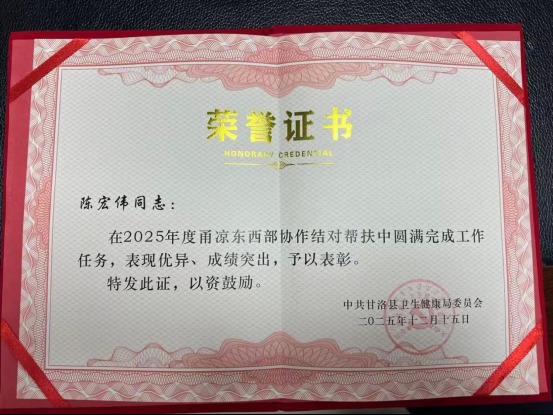 荣誉证书
HONORARY CREDENTIAL
陈宏伟同志：
在2025年度甬凉东西部协作结对帮扶中圆满完成工作
任务，表现优异、成绩突出，予以表彰。
特发此证，以资鼓励。
中共甘洛县卫生健康局委员会
二〇二五年十二月十五日